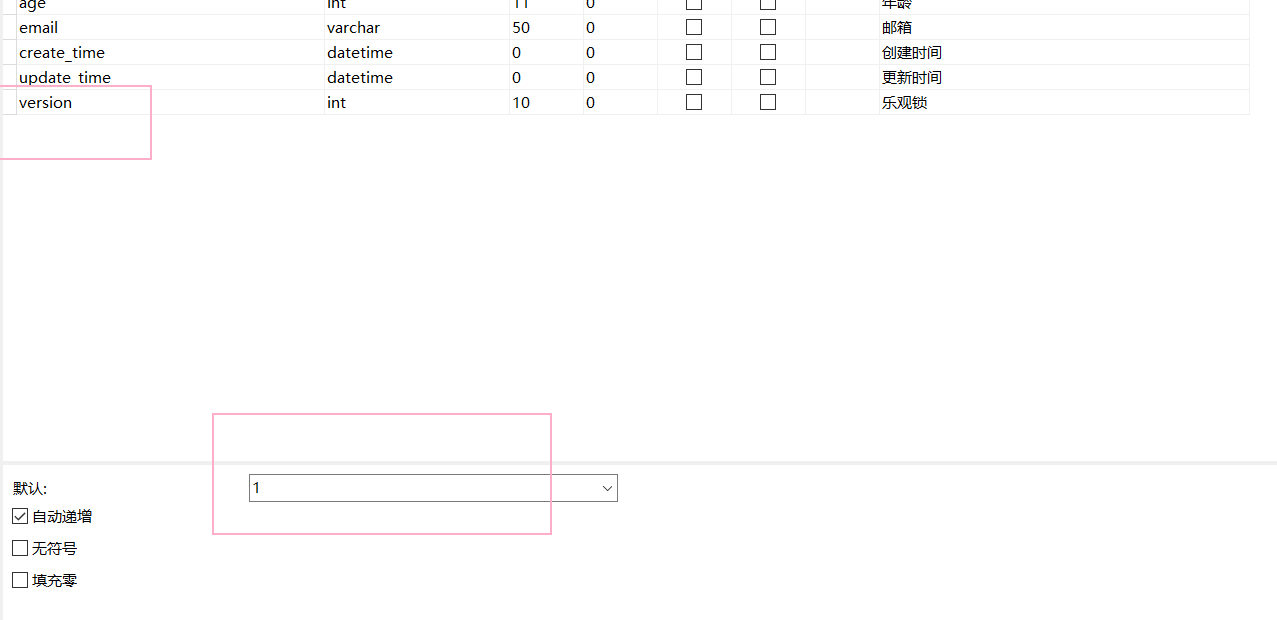 age int 11 0 年龄
email varchar 50 0 邮箱
create_time datetime 0 0 创建时间
update_time datetime 0 0 更新时间
version int 10 0 乐观锁
默认: 1
自动递增
无符号
填充零